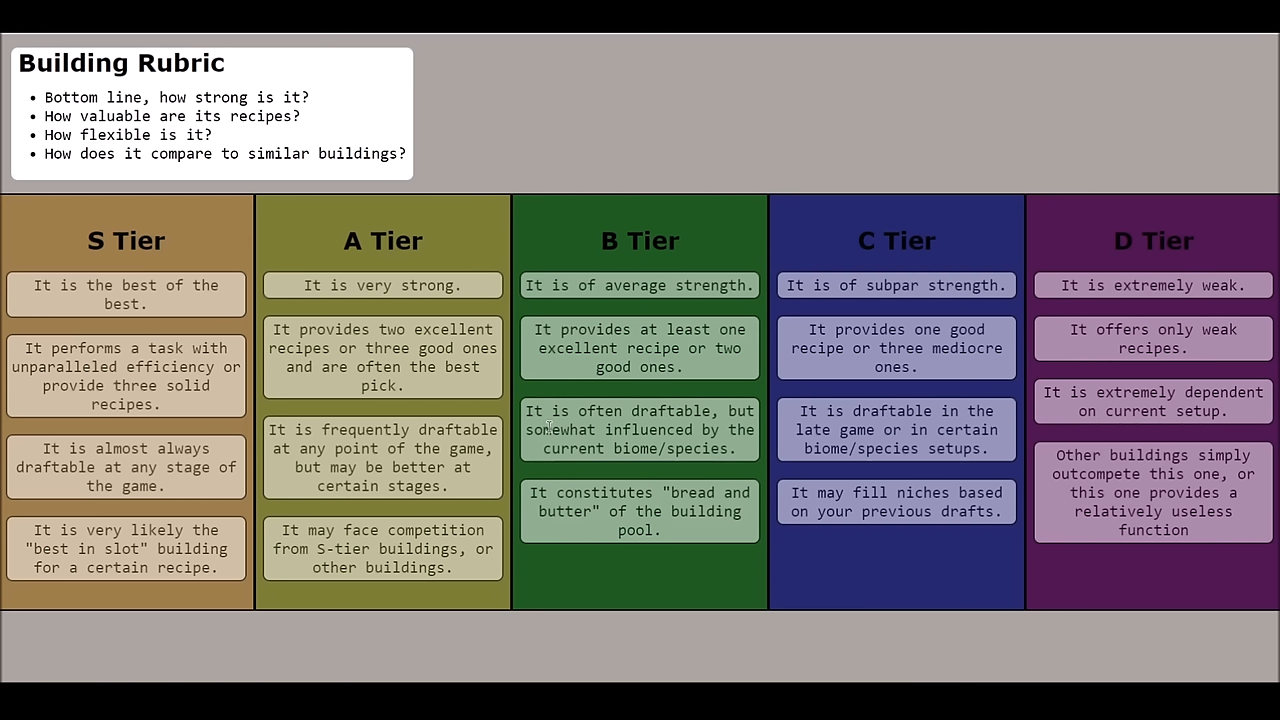 Building Rubric
• Bottom line, how strong is it?
• How valuable are its recipes?
• How flexible is it?
• How does it compare to similar buildings?
S Tier
It is the best of the
best.
It performs a task with
unparalleled efficiency or
provide three solid
recipes.
It is almost always
draftable at any stage of
the game.
It is very likely the
"best in slot" building
for a certain recipe.
A Tier
It is very strong.
It provides two excellent
recipes or three good ones
and are often the best
pick.
It is frequently draftable
at any point of the game,
but may be better at
certain stages.
It may face competition
from S-tier buildings, or
other buildings.
B Tier
It is of average strength.
It provides at least one
excellent recipe or two
good ones.
It is often draftable, but
somewhat influenced by the
current biome/species.
It constitutes "bread and
butter" of the building
pool.
C Tier
It is of subpar strength.
It provides one good
recipe or three mediocre
ones.
It is draftable in the
late game or in certain
biome/species setups.
It may fill niches based
on your previous drafts.
D Tier
It is extremely weak.
It offers only weak
recipes.
It is extremely dependent
on current setup.
Other buildings simply
outcompete this one, or
this one provides a
relatively useless
function